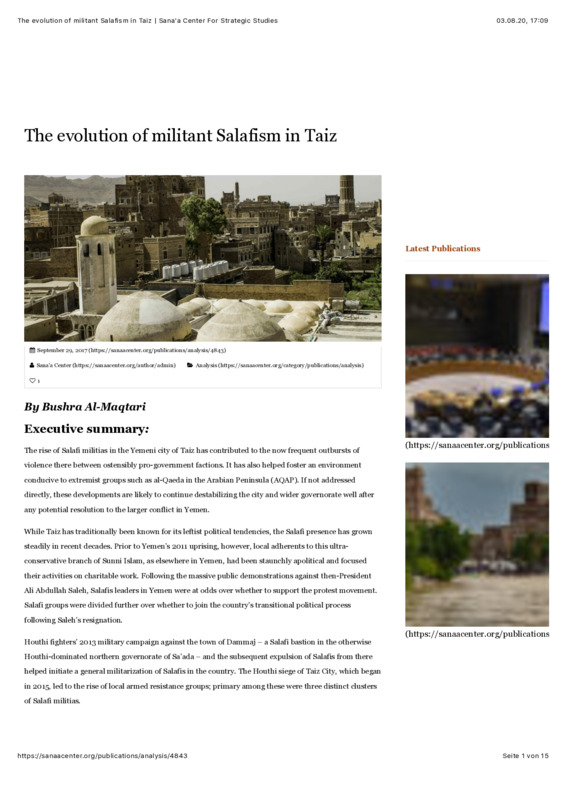 The evolution of militant Salafism in Taiz | Sana'a Center For Strategic Studies
03.08.20, 17:09
The evolution of militant Salafism in Taiz
September 29, 2017 (https://sanaacenter.org/publications/analysis/4843)
Sana'a Center (https://sanaacenter.org/author/admin)
Analysis (https://sanaacenter.org/category/publications/analysis)
1
By Bushra Al-Maqtari
Executive summary:
The rise of Salafi militias in the Yemeni city of Taiz has contributed to the now frequent outbursts of
violence there between ostensibly pro-government factions. It has also helped foster an environment
conducive to extremist groups such as al-Qaeda in the Arabian Peninsula (AQAP). If not addressed
directly, these developments are likely to continue destabilizing the city and wider governorate well after
any potential resolution to the larger conflict in Yemen.
While Taiz has traditionally been known for its leftist political tendencies, the Salafi presence has grown
steadily in recent decades. Prior to Yemen's 2011 uprising, however, local adherents to this ultra-
conservative branch of Sunni Islam, as elsewhere in Yemen, had been staunchly apolitical and focused
their activities on charitable work. Following the massive public demonstrations against then-President
Ali Abdullah Saleh, Salafis leaders in Yemen were at odds over whether to support the protest movement.
Salafi groups were divided further over whether to join the country's transitional political process
following Saleh's resignation.
Houthi fighters' 2013 military campaign against the town of Dammaj – a Salafi bastion in the otherwise
Houthi-dominated northern governorate of Sa'ada – and the subsequent expulsion of Salafis from there
helped initiate a general militarization of Salafis in the country. The Houthi siege of Taiz City, which began
in 2015, led to the rise of local armed resistance groups; primary among these were three distinct clusters
of Salafi militias.
Latest Publications
(https://sanaacenter.org/publications
(https://sanaacenter.org/publications
https://sanaacenter.org/publications/analysis/4843
Seite 1 von 15